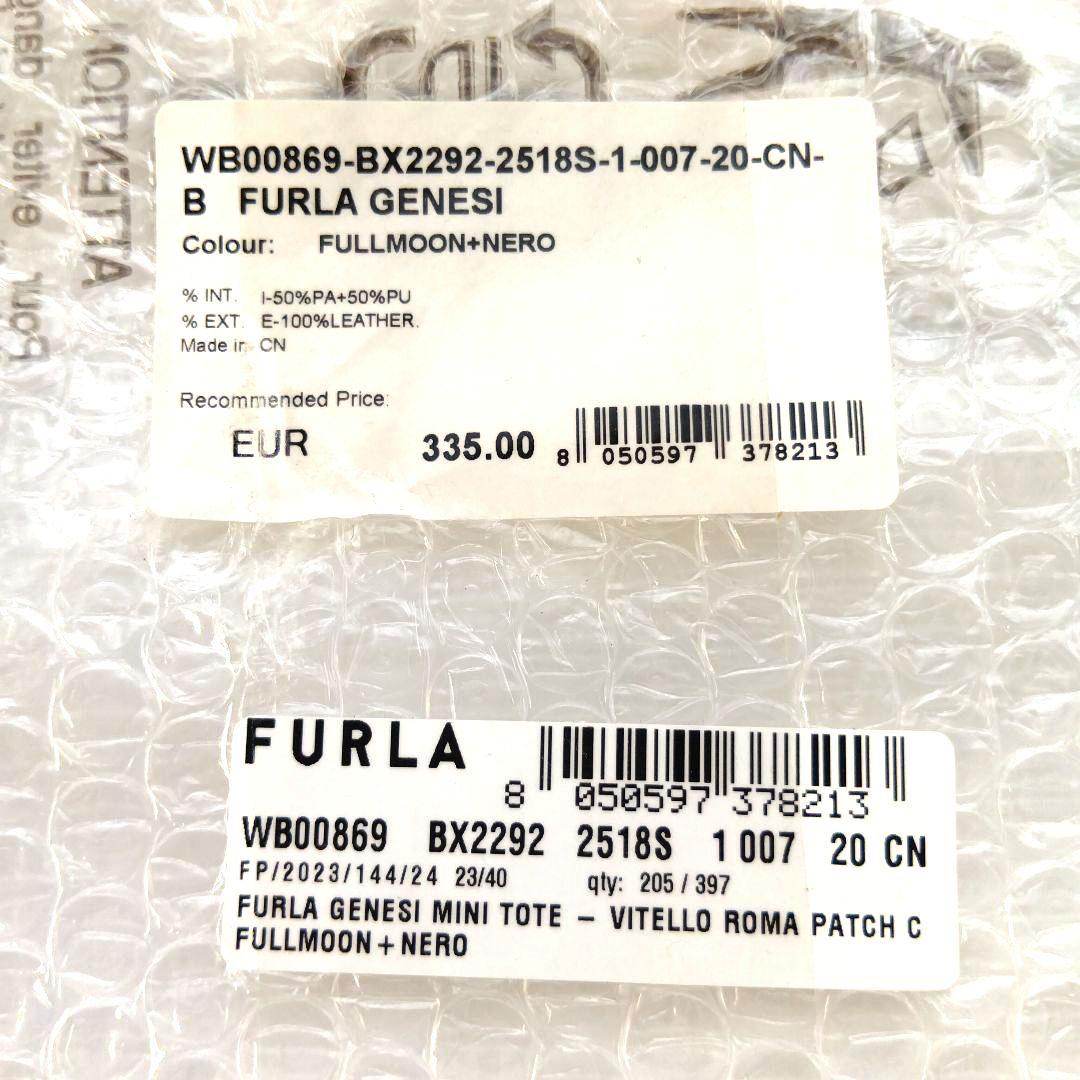 WB00869-BX2292-2518S-1-007-20-CN-
B FURLA GENESI
Colour: FULLMOON+NERO
% INT. I-50%PA+50%PU
% EXT. E-100%LEATHER.
Made in CN
Recommended Price:
EUR 335.00
8 050597 378213
FURLA
8 050597 378213
WB00869 BX2292 2518S 1 007 20 CN
FP/2023/144/24 23/40 qty: 205 / 397
FURLA GENESI MINI TOTE – VITELLO ROMA PATCH C
FULLMOON+NERO